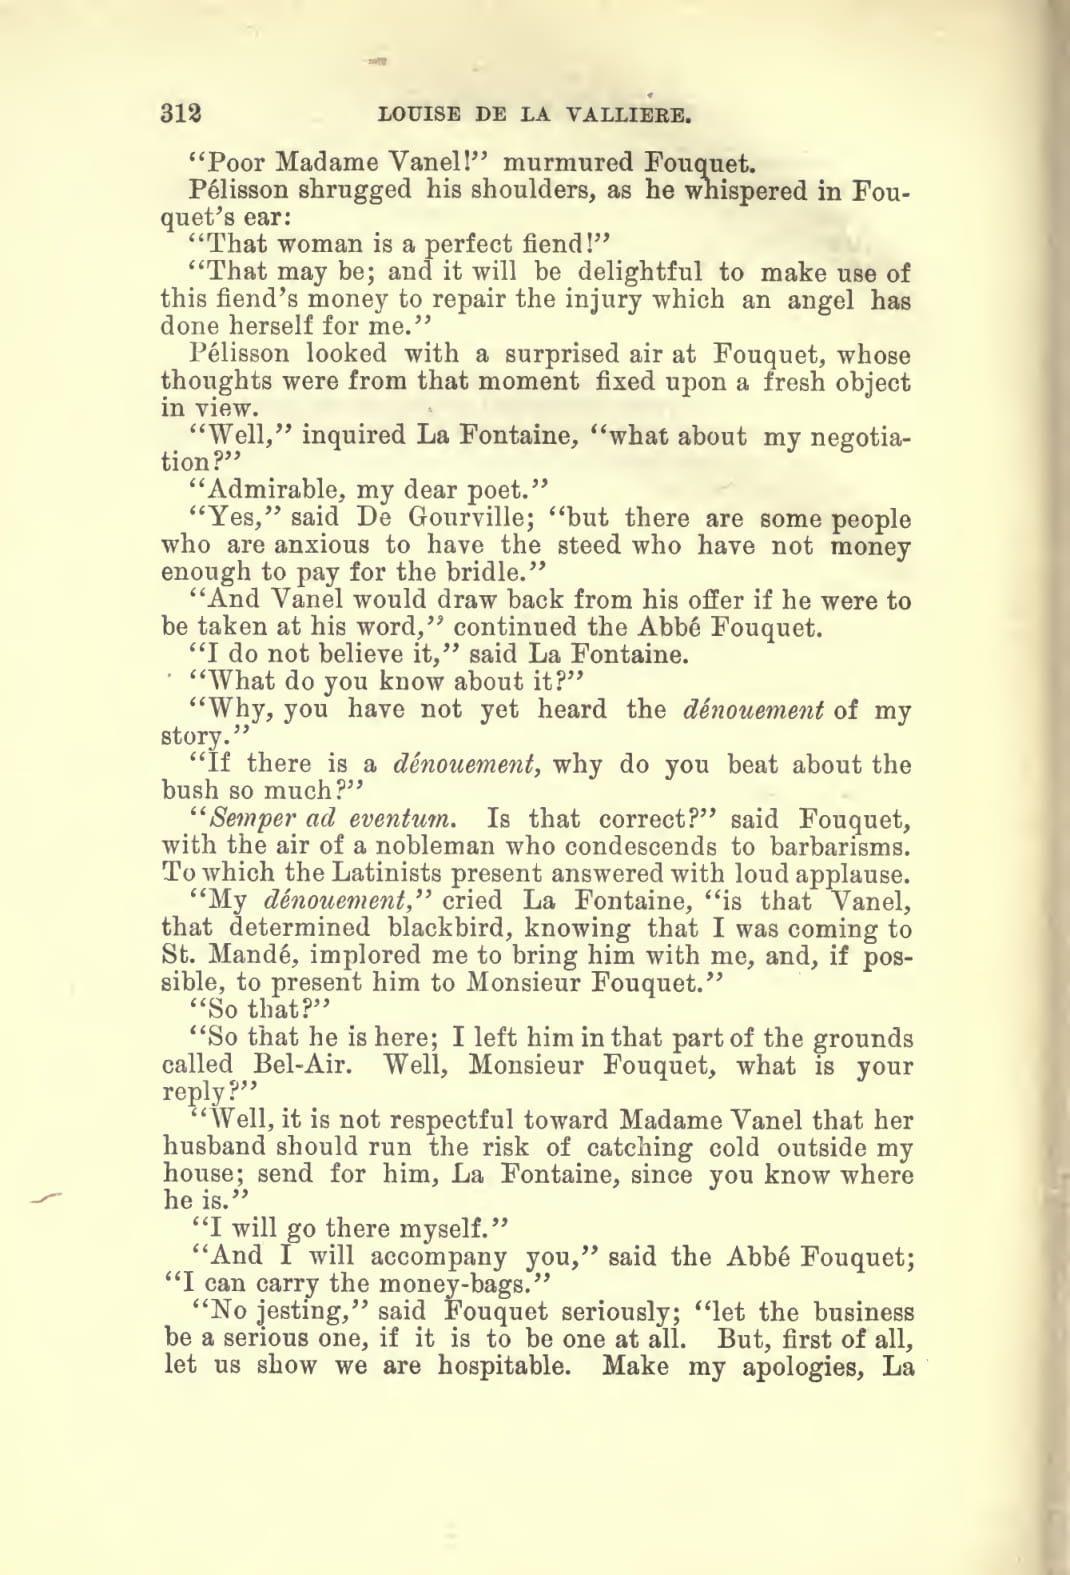 312 LOUISE DE LA VALLIÈRE.
“Poor Madame Vanel!” murmured Fouquet.
Pélisson shrugged his shoulders, as he whispered in Fou-
quet’s ear:
“That woman is a perfect fiend!”
“That may be; and it will be delightful to make use of
this fiend’s money to repair the injury which an angel has
done herself for me.”
Pélisson looked with a surprised air at Fouquet, whose
thoughts were from that moment fixed upon a fresh object
in view.
“Well,” inquired La Fontaine, “what about my negotia-
tion?”
“Admirable, my dear poet.”
“Yes,” said De Gourville; “but there are some people
who are anxious to have the steed who have not money
enough to pay for the bridle.”
“And Vanel would draw back from his offer if he were to
be taken at his word,” continued the Abbé Fouquet.
“I do not believe it,” said La Fontaine.
“What do you know about it?”
“Why, you have not yet heard the dénouement of my
story.”
“If there is a dénouement, why do you beat about the
bush so much?”
“Semper ad eventum. Is that correct?” said Fouquet,
with the air of a nobleman who condescends to barbarisms.
To which the Latinists present answered with loud applause.
“My dénouement,” cried La Fontaine, “is that Vanel,
that determined blackbird, knowing that I was coming to
St. Mandé, implored me to bring him with me, and, if pos-
sible, to present him to Monsieur Fouquet.”
“So that?”
“So that he is here; I left him in that part of the grounds
called Bel-Air. Well, Monsieur Fouquet, what is your
reply?”
“Well, it is not respectful toward Madame Vanel that her
husband should run the risk of catching cold outside my
house; send for him, La Fontaine, since you know where
he is.”
“I will go there myself.”
“And I will accompany you,” said the Abbé Fouquet;
“I can carry the money-bags.”
“No jesting,” said Fouquet seriously; “let the business
be a serious one, if it is to be one at all. But, first of all,
let us show we are hospitable. Make my apologies, La